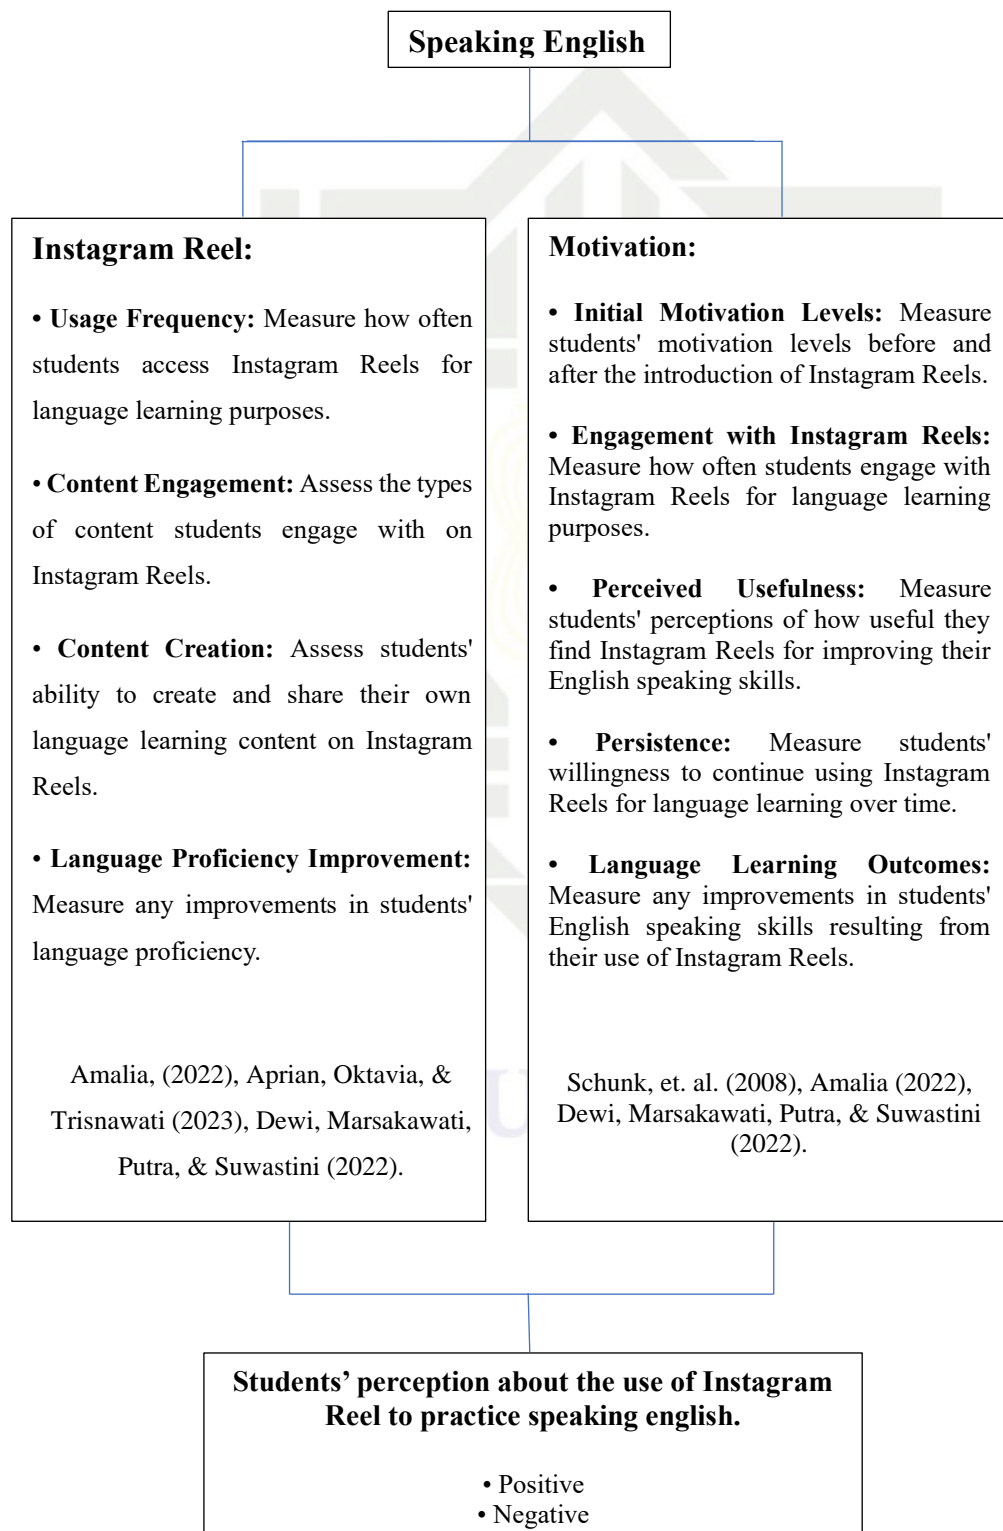 Speaking English
Instagram Reel:
• Usage Frequency: Measure how often
students access Instagram Reels for
language learning purposes.
• Content Engagement: Assess the types
of content students engage with on
Instagram Reels.
• Content Creation: Assess students'
ability to create and share their own
language learning content on Instagram
Reels.
• Language Proficiency Improvement:
Measure any improvements in students'
language proficiency.
Amalia, (2022), Aprian, Oktavia, &
Trisnawati (2023), Dewi, Marsakawati,
Putra, & Suwastini (2022).
Motivation:
• Initial Motivation Levels: Measure
students' motivation levels before and
after the introduction of Instagram Reels.
• Engagement with Instagram Reels:
Measure how often students engage with
Instagram Reels for language learning
purposes.
• Perceived Usefulness: Measure
students' perceptions of how useful they
find Instagram Reels for improving their
English speaking skills.
• Persistence: Measure students'
willingness to continue using Instagram
Reels for language learning over time.
• Language Learning Outcomes:
Measure any improvements in students'
English speaking skills resulting from
their use of Instagram Reels.
Schunk, et. al. (2008), Amalia (2022),
Dewi, Marsakawati, Putra, & Suwastini
(2022).
Students’ perception about the use of Instagram
Reel to practice speaking english.
• Positive
• Negative